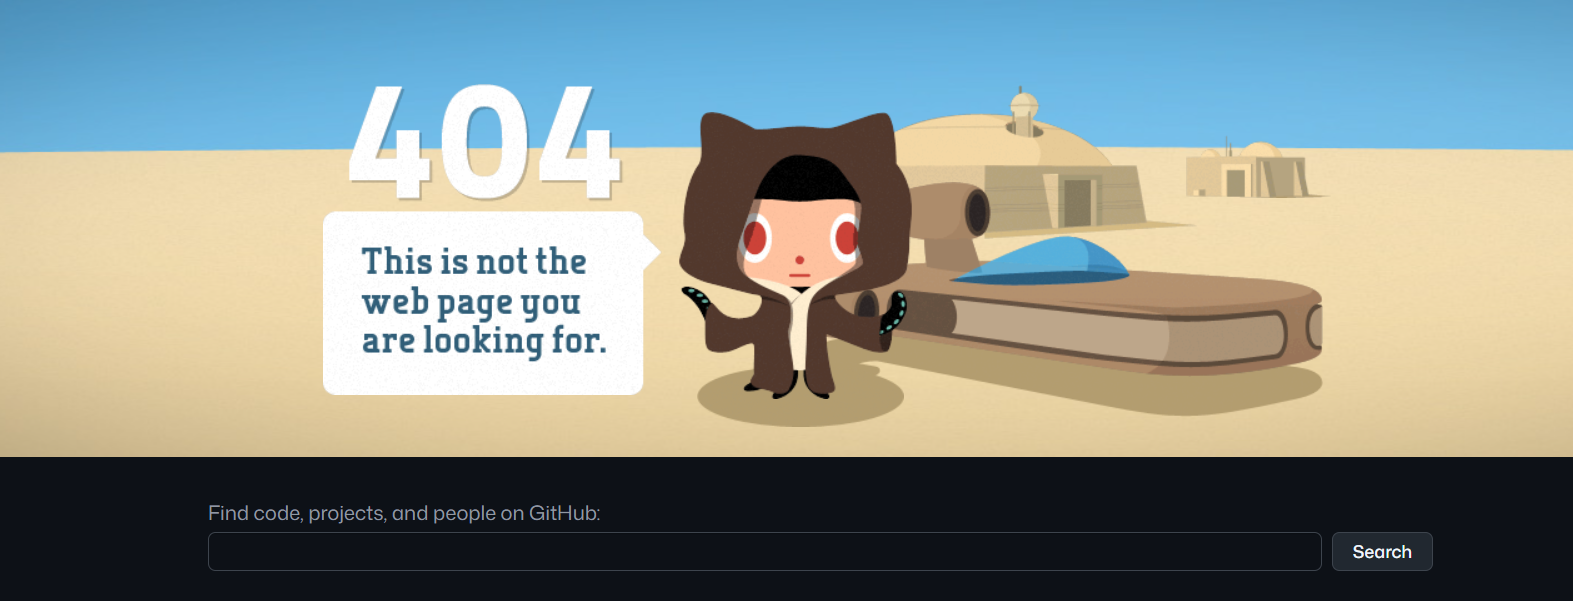 404
This is not the
web page you
are looking for.
Find code, projects, and people on GitHub:
Search